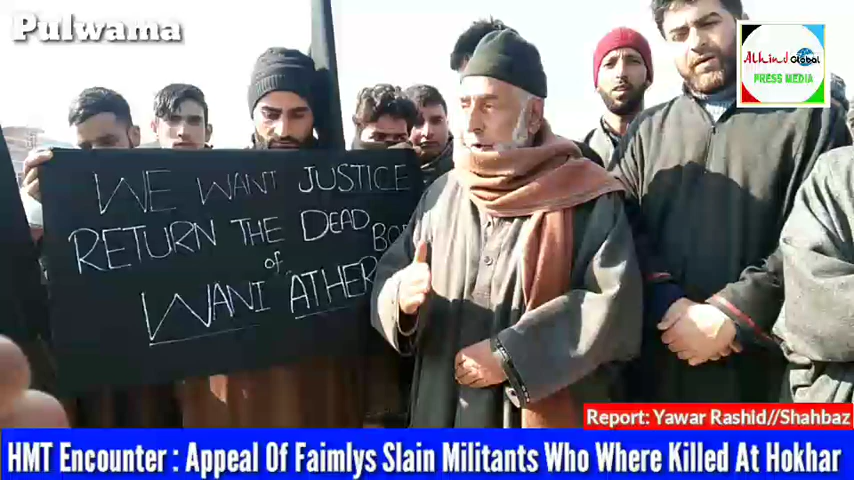 Pulwama
Alhind Global
PRESS MEDIA
WE WANT JUSTICE
RETURN THE DEAD
of
WANI ATHER
Report: Yawar Rashid//Shahbaz
HMT Encounter : Appeal Of Faimlys Slain Militants Who Where Killed At Hokhar